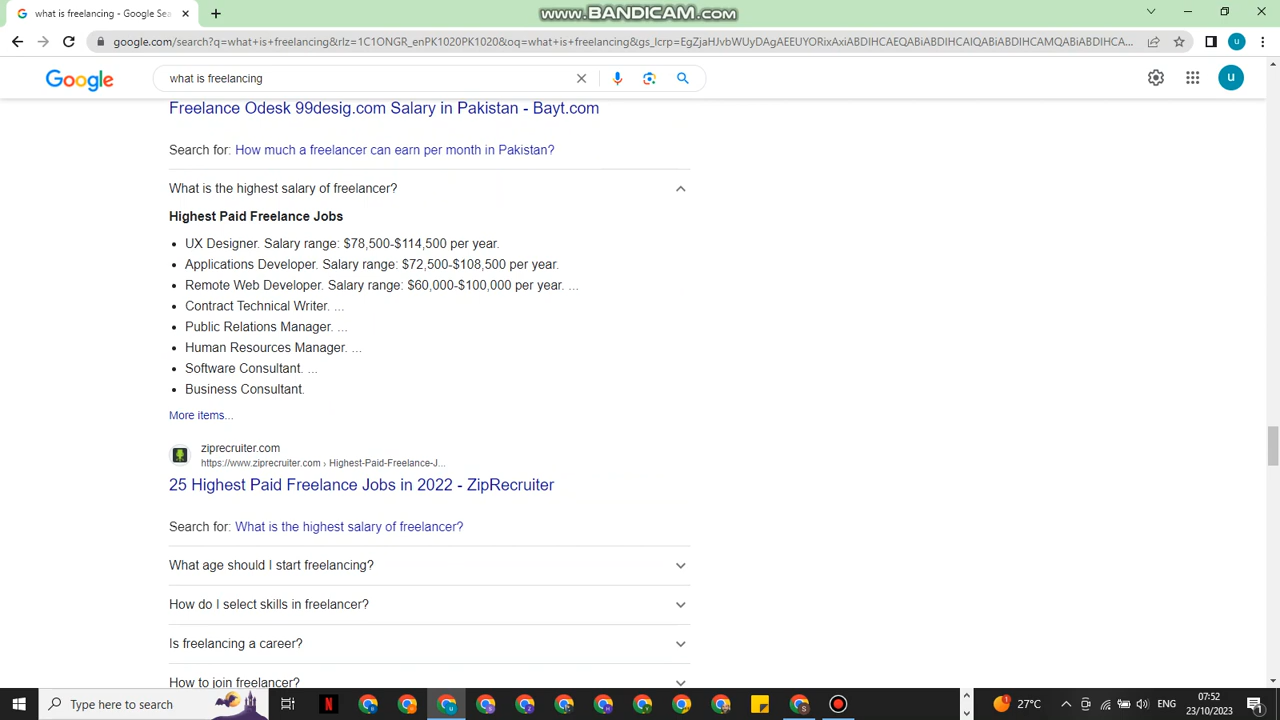 what is freelancing - Google Sea
www.BANDICAM.com
google.com/search?q=what+is+freelancing&rlz=1C1ONGR_enPK1020PK1020&oq=what+is+freelancing&gs_lcrp=EgZjaHJvbWUyDAgAEEUYORixAxiABDIHCAEQABiABDIHCAIQABiABDIHCAMQABiABDIHCA...
Google
what is freelancing
u
Freelance Odesk 99desig.com Salary in Pakistan - Bayt.com
Search for: How much a freelancer can earn per month in Pakistan?
What is the highest salary of freelancer?
Highest Paid Freelance Jobs
• UX Designer. Salary range: $78,500-$114,500 per year.
• Applications Developer. Salary range: $72,500-$108,500 per year.
• Remote Web Developer. Salary range: $60,000-$100,000 per year. ...
• Contract Technical Writer. ...
• Public Relations Manager. ...
• Human Resources Manager. ...
• Software Consultant. ...
• Business Consultant.
More items...
ziprecruiter.com
https://www.ziprecruiter.com › Highest-Paid-Freelance-J...
25 Highest Paid Freelance Jobs in 2022 - ZipRecruiter
Search for: What is the highest salary of freelancer?
What age should I start freelancing?
How do I select skills in freelancer?
Is freelancing a career?
How to join freelancer?
Type here to search
27°C
ENG
07:52
23/10/2023